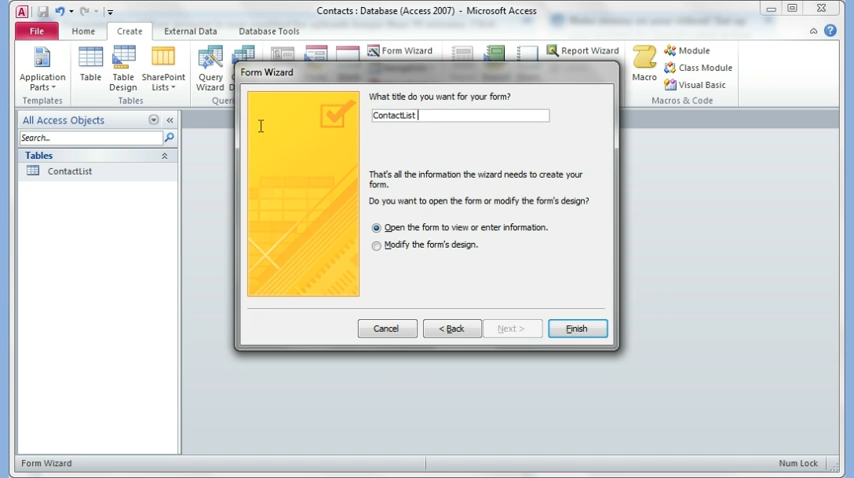 Contacts : Database (Access 2007) - Microsoft Access
File Home Create External Data Database Tools
Application Parts
Table
Table Design
SharePoint Lists
Query
Form Wizard
Report Wizard
Macro
Module
Class Module
Visual Basic
Templates
Tables
Macros & Code
Form Wizard
What title do you want for your form?
ContactList
That's all the information the wizard needs to create your
form.
Do you want to open the form or modify the form's design?
Open the form to view or enter information.
Modify the form's design.
Cancel
< Back
Next >
Finish
All Access Objects
Search...
Tables
ContactList
Form Wizard
Num Lock